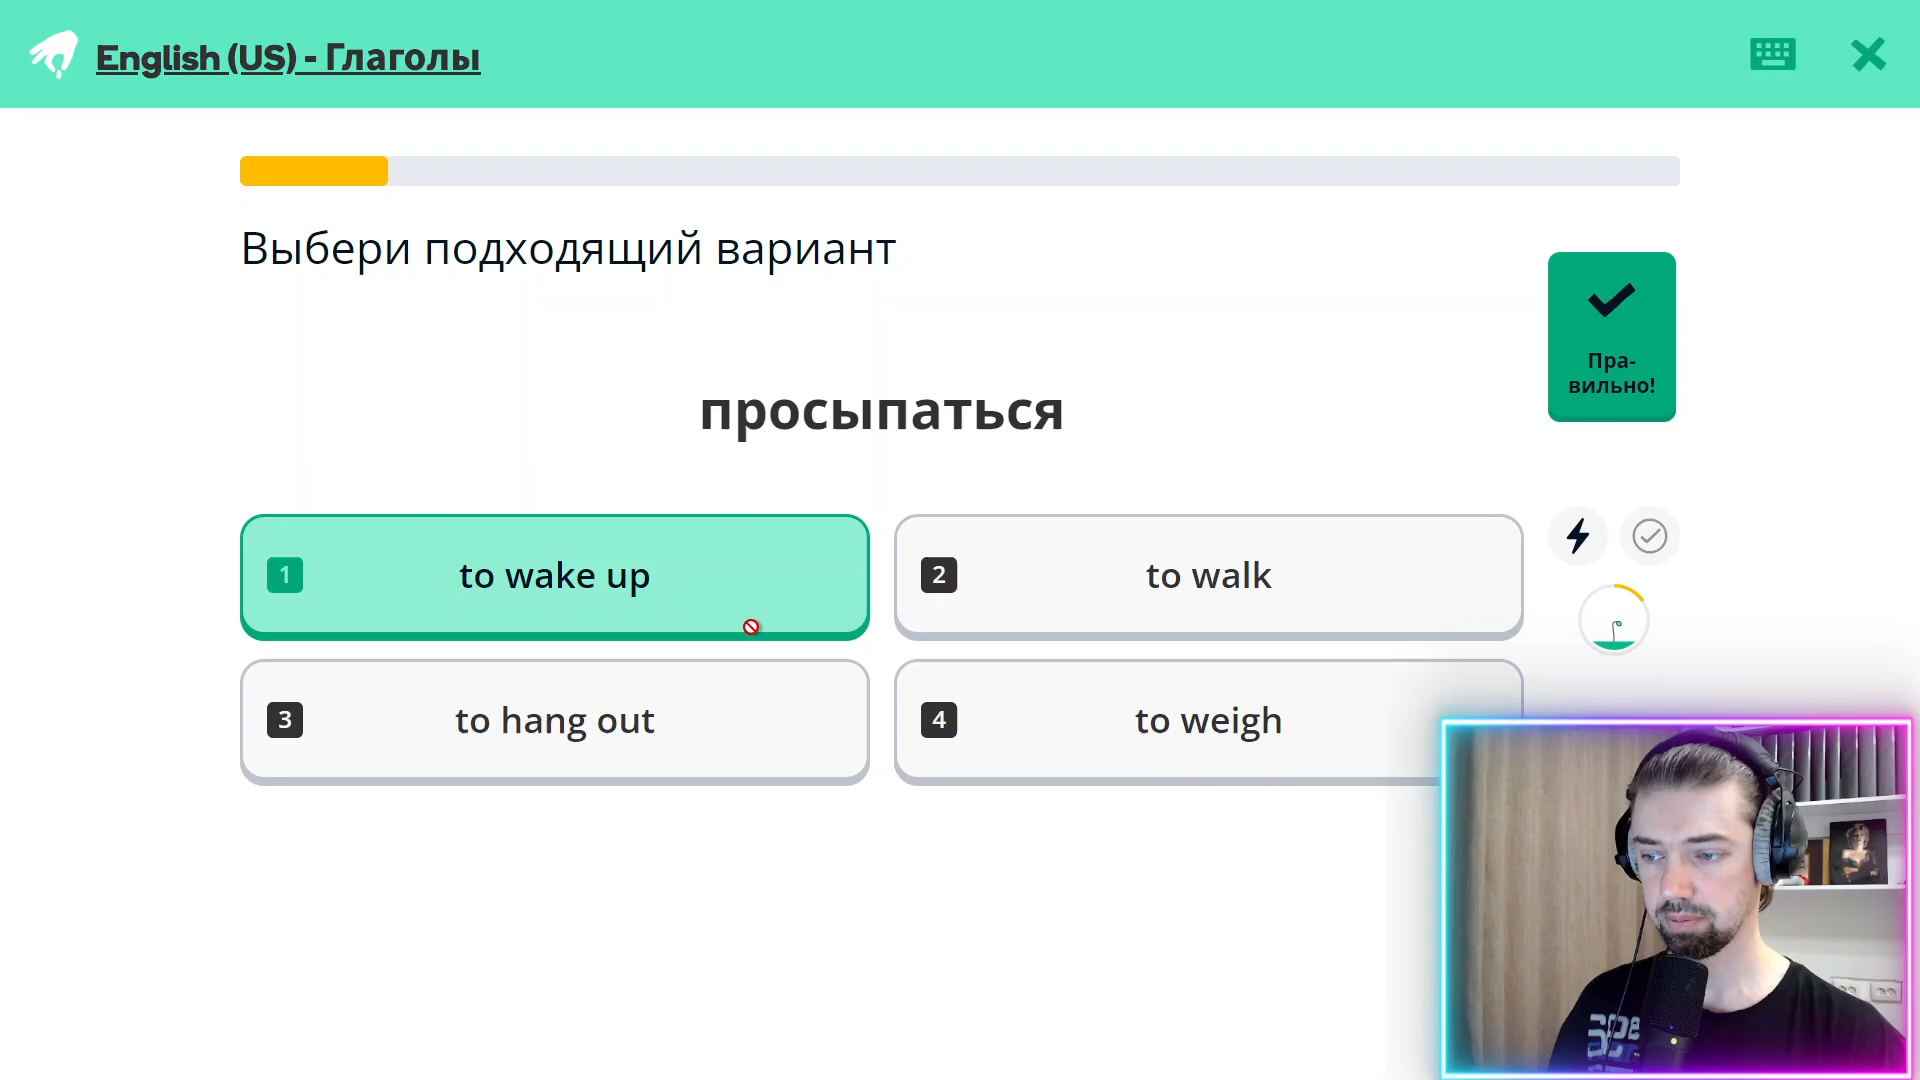 English (US) - Глаголы
Выбери подходящий вариант
Пра-
вильно!
просыпаться
1 to wake up
2 to walk
3 to hang out
4 to weigh